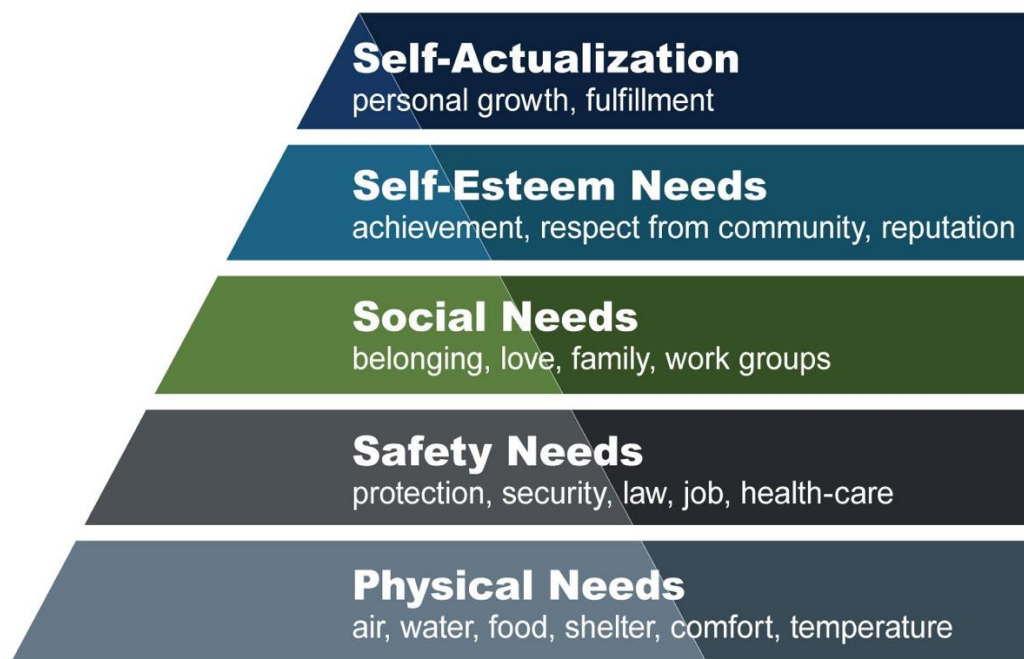 Self-Actualization
personal growth, fulfillment
Self-Esteem Needs
achievement, respect from community, reputation
Social Needs
belonging, love, family, work groups
Safety Needs
protection, security, law, job, health-care
Physical Needs
air, water, food, shelter, comfort, temperature